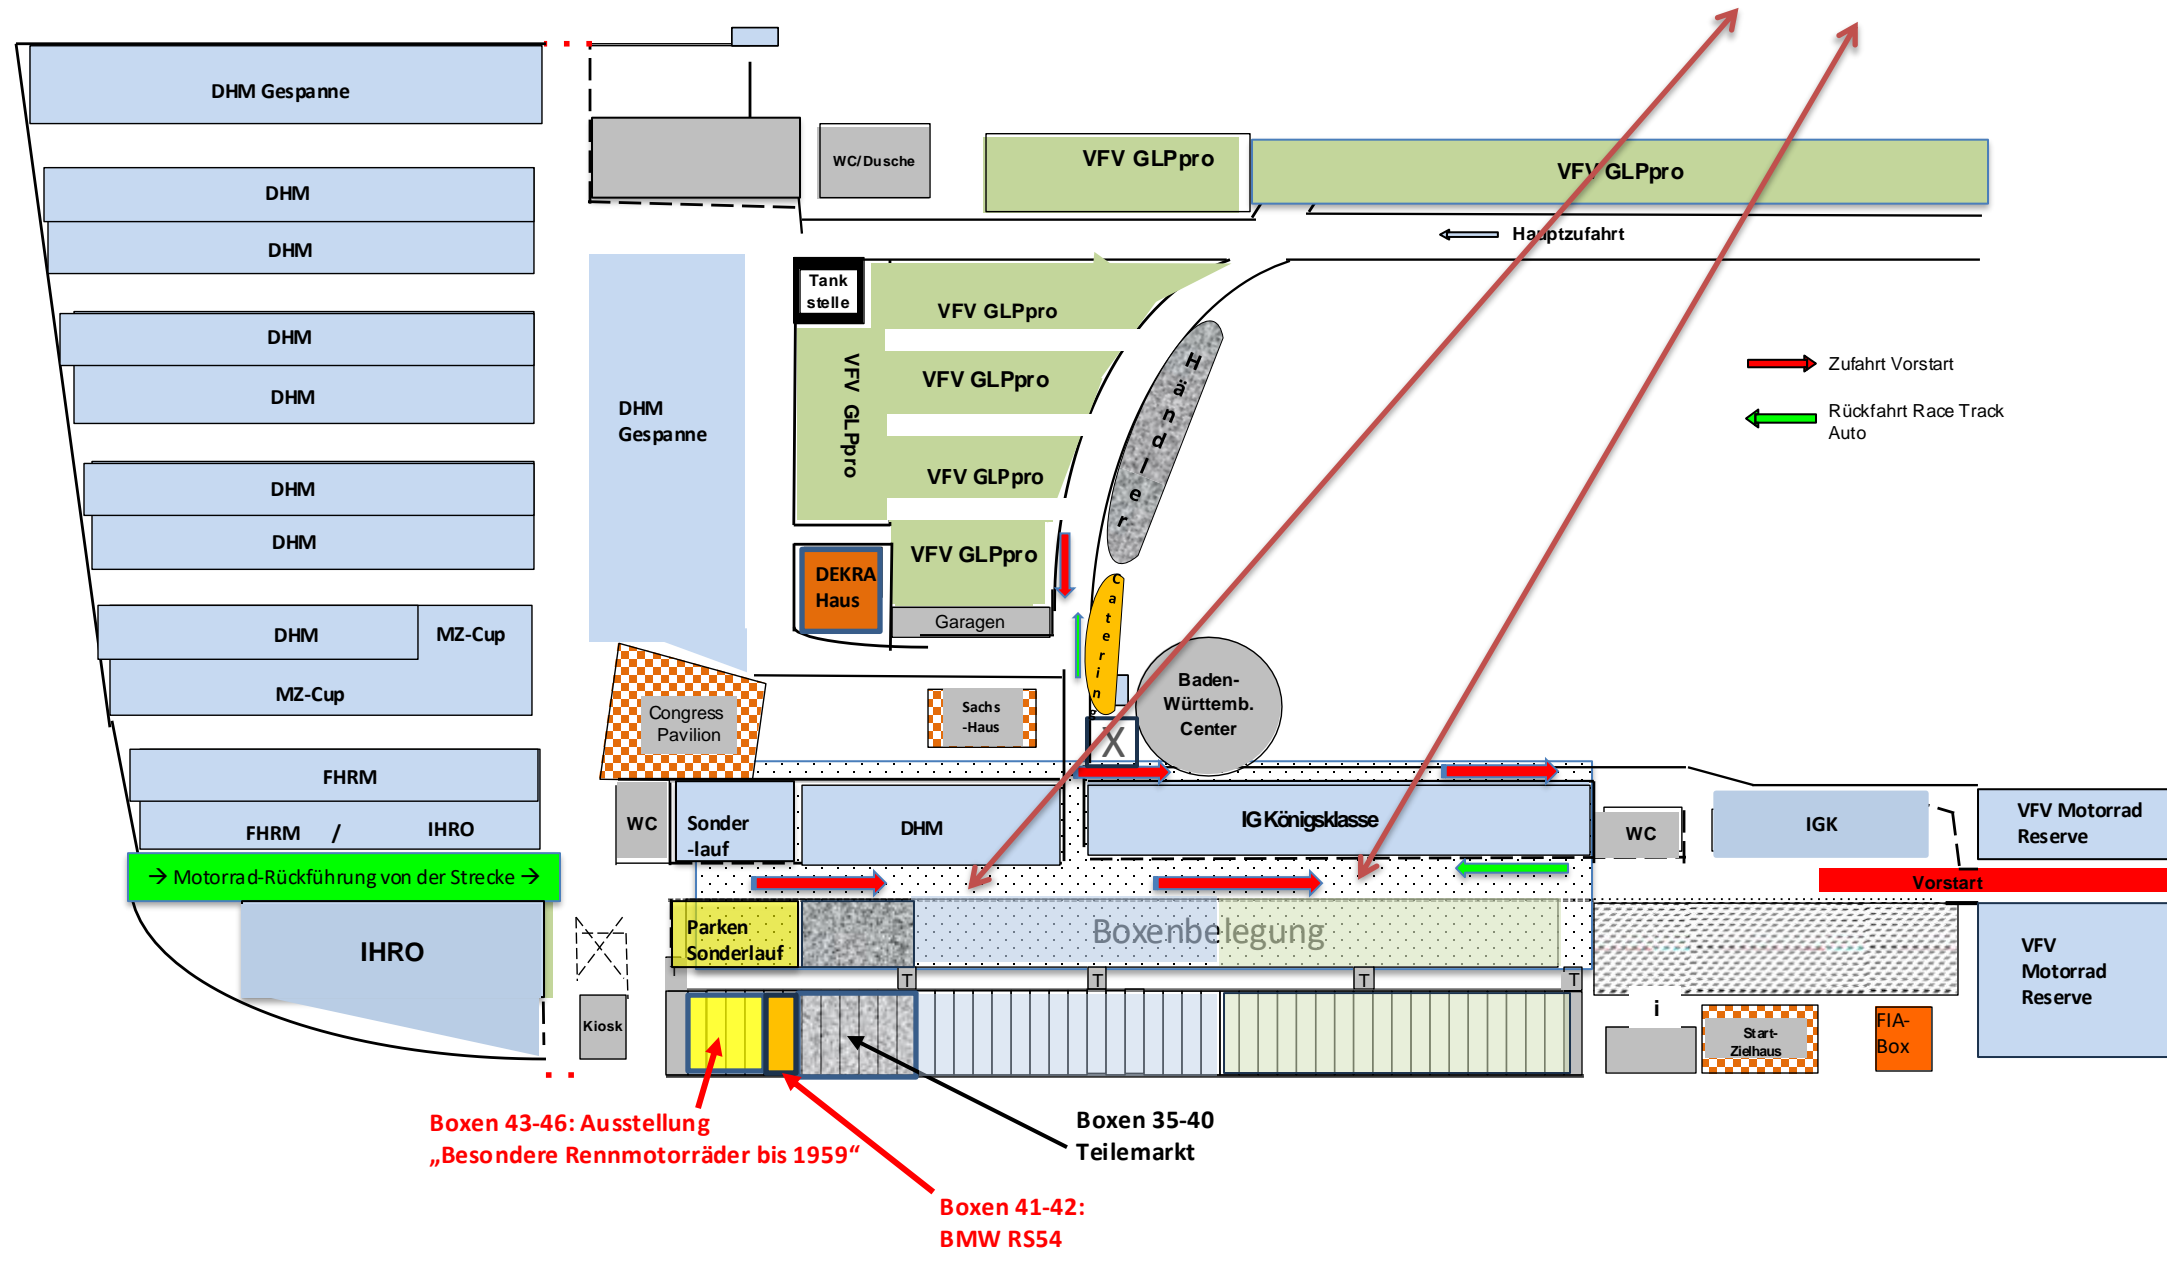 DHM Gespanne
WC/Dusche
VFV GLPpro
VFV GLPpro
DHM
DHM
Hauptzufahrt
Tank
stelle
VFV GLPpro
DHM
DHM
VFV GLPpro
VFV GLPpro
Händler
Zufahrt Vorstart
Rückfahrt Race Track
Auto
DHM
Gespanne
DHM
DHM
VFV GLPpro
VFV GLPpro
DEKRA
Haus
Garagen
Catering
DHM
MZ-Cup
MZ-Cup
Congress
Pavilion
Sachs
-Haus
X
Baden-
Württemb.
Center
FHRM
FHRM / IHRO
WC
Sonder
-lauf
DHM
IG Königsklasse
WC
IGK
VFV Motorrad
Reserve
→ Motorrad-Rückführung von der Strecke →
Vorstart
IHRO
Parken
Sonderlauf
Boxenbelegung
VFV
Motorrad
Reserve
T
T
T
T
T
Kiosk
i
Start-
Zielhaus
FIA-
Box
Boxen 43-46: Ausstellung
„Besondere Rennmotorräder bis 1959“
Boxen 35-40
Teilemarkt
Boxen 41-42:
BMW RS54